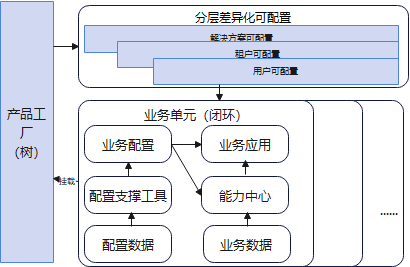 分层差异化可配置
解决方案可配置
租户可配置
用户可配置
产品工
厂
（树）
挂载
业务单元（闭环）
业务配置
业务应用
配置支撑工具
能力中心
配置数据
业务数据
......